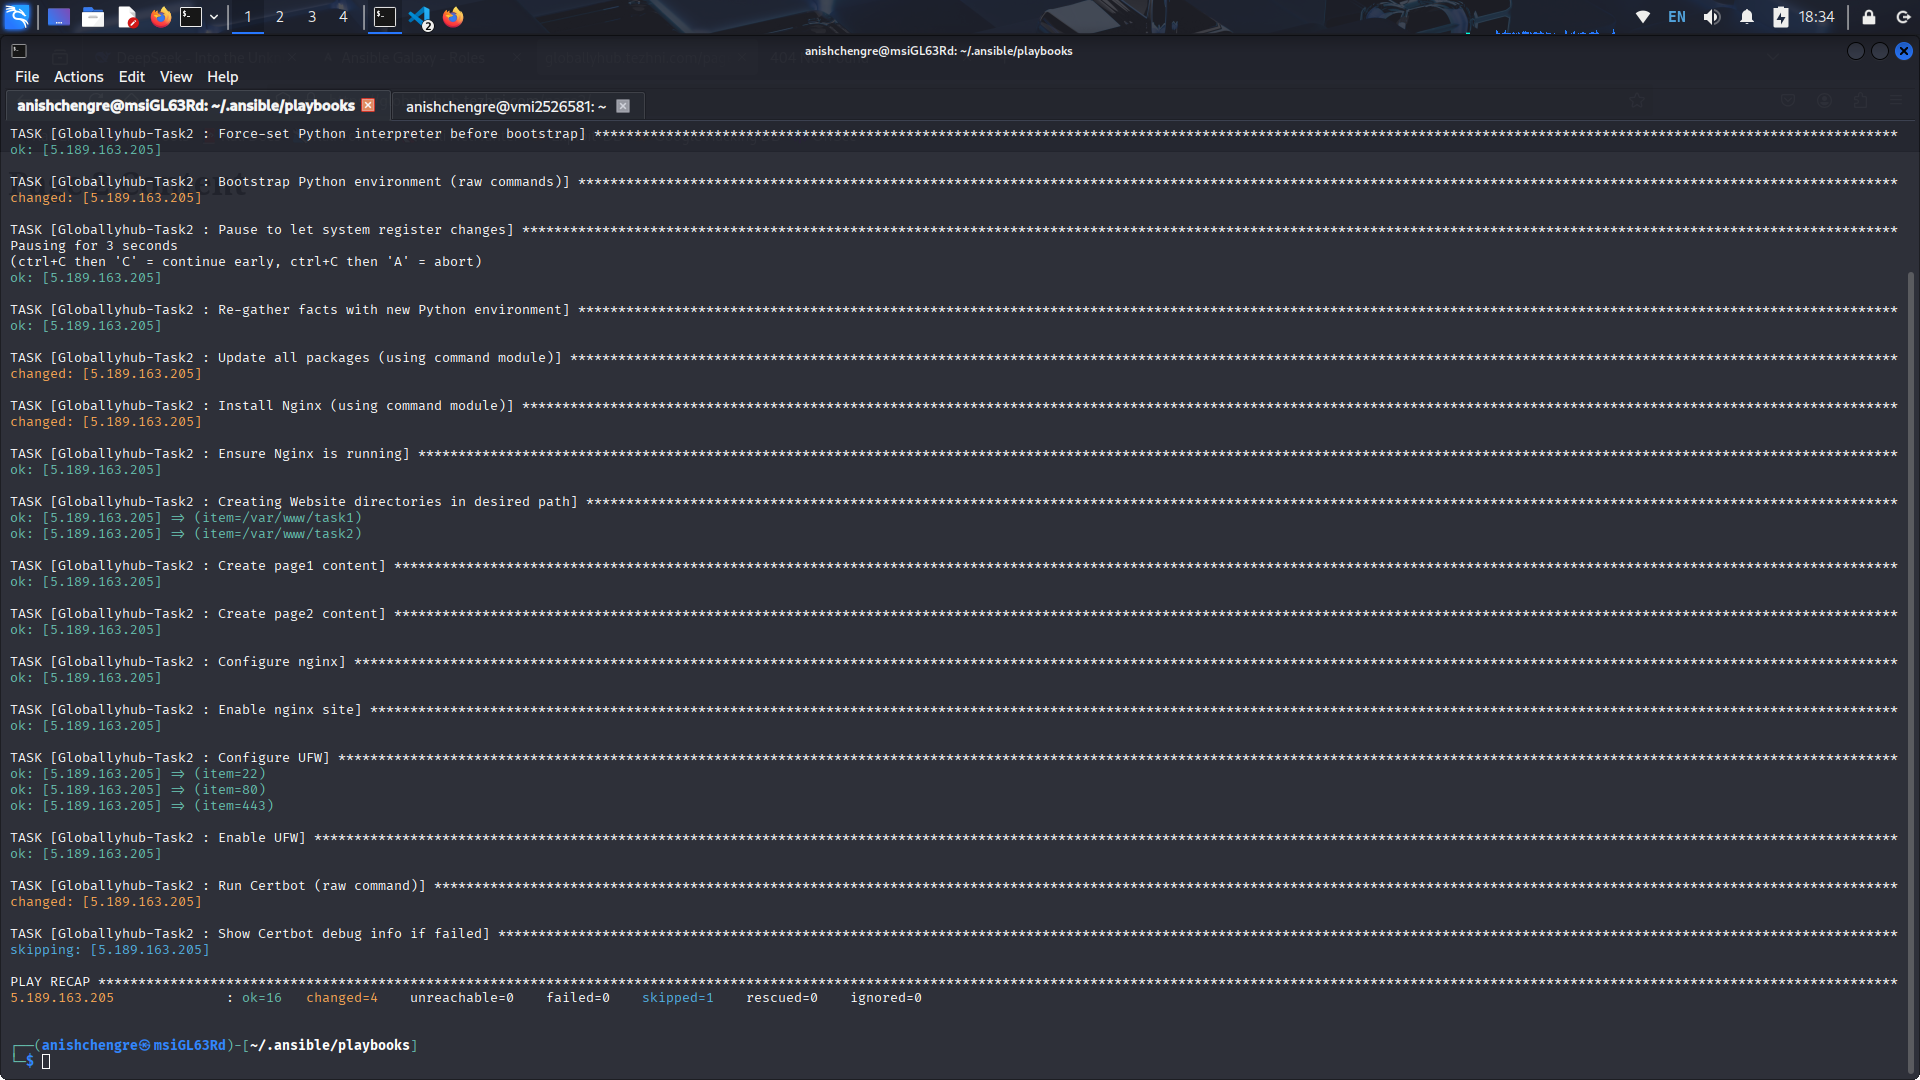 1 2 3 4 2 EN 18:34
anishchengre@msiGL63Rd: ~/.ansible/playbooks
File Actions Edit View Help
anishchengre@msiGL63Rd: ~/.ansible/playbooks anishchengre@vmi2526581: ~
TASK [Globallyhub-Task2 : Force-set Python interpreter before bootstrap] ****
ok: [5.189.163.205]
TASK [Globallyhub-Task2 : Bootstrap Python environment (raw commands)] ****
changed: [5.189.163.205]
TASK [Globallyhub-Task2 : Pause to let system register changes] ****
Pausing for 3 seconds
(ctrl+C then 'C' = continue early, ctrl+C then 'A' = abort)
ok: [5.189.163.205]
TASK [Globallyhub-Task2 : Re-gather facts with new Python environment] ****
ok: [5.189.163.205]
TASK [Globallyhub-Task2 : Update all packages (using command module)] ****
changed: [5.189.163.205]
TASK [Globallyhub-Task2 : Install Nginx (using command module)] ****
changed: [5.189.163.205]
TASK [Globallyhub-Task2 : Ensure Nginx is running] ****
ok: [5.189.163.205]
TASK [Globallyhub-Task2 : Creating Website directories in desired path] ****
ok: [5.189.163.205] => (item=/var/www/task1)
ok: [5.189.163.205] => (item=/var/www/task2)
TASK [Globallyhub-Task2 : Create page1 content] ****
ok: [5.189.163.205]
TASK [Globallyhub-Task2 : Create page2 content] ****
ok: [5.189.163.205]
TASK [Globallyhub-Task2 : Configure nginx] ****
ok: [5.189.163.205]
TASK [Globallyhub-Task2 : Enable nginx site] ****
ok: [5.189.163.205]
TASK [Globallyhub-Task2 : Configure UFW] ****
ok: [5.189.163.205] => (item=22)
ok: [5.189.163.205] => (item=80)
ok: [5.189.163.205] => (item=443)
TASK [Globallyhub-Task2 : Enable UFW] ****
ok: [5.189.163.205]
TASK [Globallyhub-Task2 : Run Certbot (raw command)] ****
changed: [5.189.163.205]
TASK [Globallyhub-Task2 : Show Certbot debug info if failed] ****
skipping: [5.189.163.205]
PLAY RECAP ****
5.189.163.205 : ok=16 changed=4 unreachable=0 failed=0 skipped=1 rescued=0 ignored=0
┌──(anishchengre㉿msiGL63Rd)-[~/.ansible/playbooks]
└─$